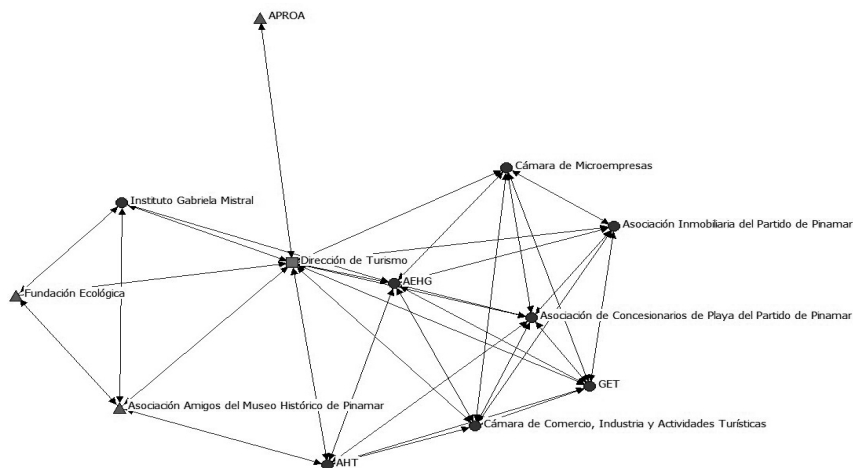 APROA
Cámara de Microempresas
Instituto Gabriela Mistral
Asociación Inmobiliaria del Partido de Pinamar
Dirección de Turismo
AEHG
Fundación Ecológica
Asociación de Concesionarios de Playa del Partido de Pinamar
GET
Asociación Amigos del Museo Histórico de Pinamar
Cámara de Comercio, Industria y Actividades Turísticas
AHT